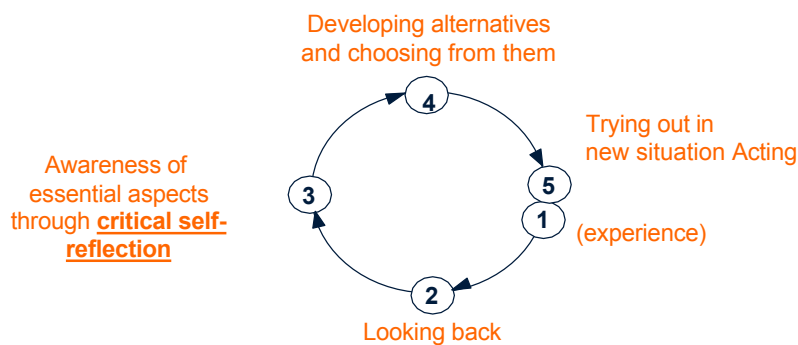 Developing alternatives
and choosing from them
4
Trying out in
new situation Acting
5
Awareness of
essential aspects
through critical self-
reflection
3
1
(experience)
2
Looking back